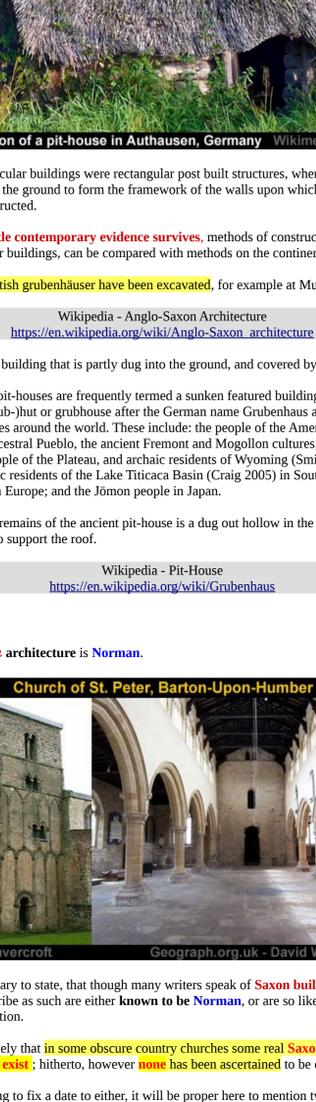 on of a pit-house in Authausen, Germany Wikime
cular buildings were rectangular post built structures, wher
the ground to form the framework of the walls upon which
ructed.
tle contemporary evidence survives, methods of construc
r buildings, can be compared with methods on the continen
tish grubenhäuser have been excavated, for example at Mu
Wikipedia - Anglo-Saxon Architecture
https://en.wikipedia.org/wiki/Anglo-Saxon_architecture
building that is partly dug into the ground, and covered by
pit-houses are frequently termed a sunken featured building
ub-)hut or grubhouse after the German name Grubenhaus a
es around the world. These include: the people of the Amer
cestral Pueblo, the ancient Fremont and Mogollon cultures,
ople of the Plateau, and archaic residents of Wyoming (Smi
c residents of the Lake Titicaca Basin (Craig 2005) in Sout
n Europe; and the Jōmon people in Japan.
remains of the ancient pit-house is a dug out hollow in the
o support the roof.
Wikipedia - Pit-House
https://en.wikipedia.org/wiki/Grubenhaus
architecture is Norman.
Church of St. Peter, Barton-Upon-Humber
avercroft Geograph.org.uk - David W
ary to state, that though many writers speak of Saxon buil
ribe as such are either known to be Norman, or are so like
tion.
ely that in some obscure country churches some real Saxo
exist ; hitherto, however none has been ascertained to be
ng to fix a date to either, it will be proper here to mention tw